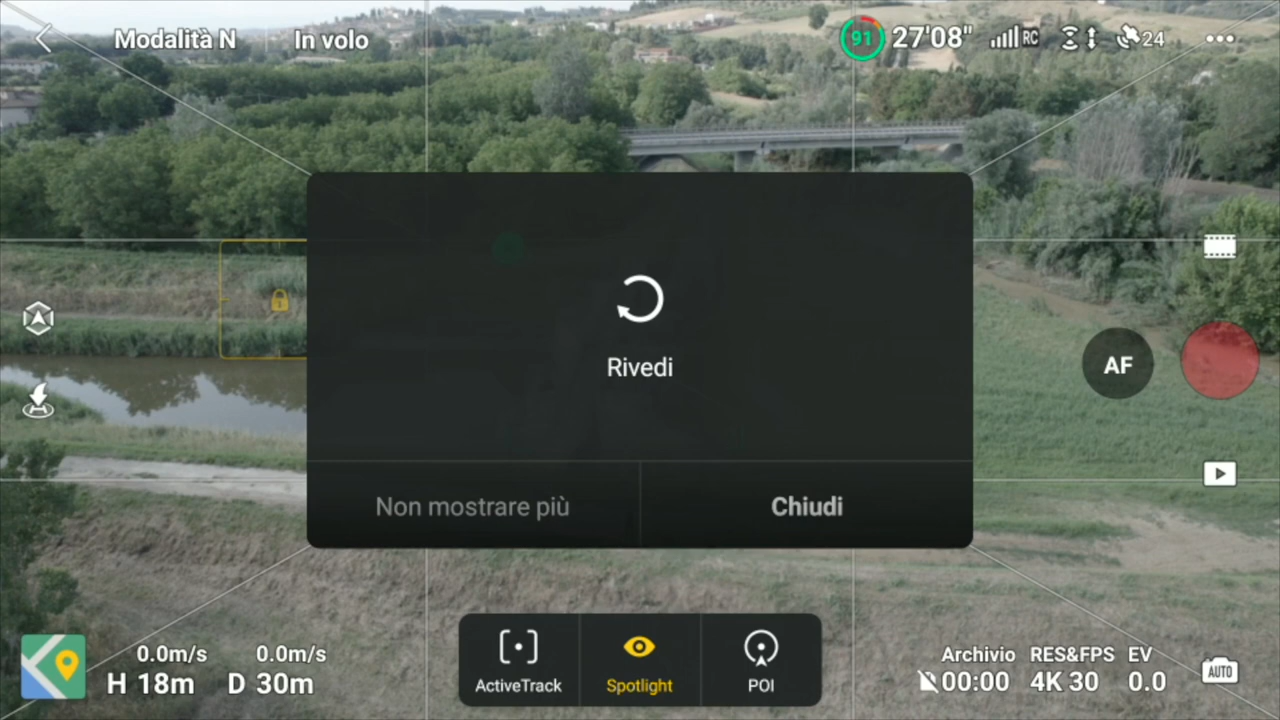 Modalità N In volo 91 27'08" RC 24
Rivedi
AF
Non mostrare più Chiudi
ActiveTrack Spotlight POI
0.0m/s 0.0m/s
H 18m D 30m
Archivio RES&FPS EV
00:00 4K 30 0.0
AUTO